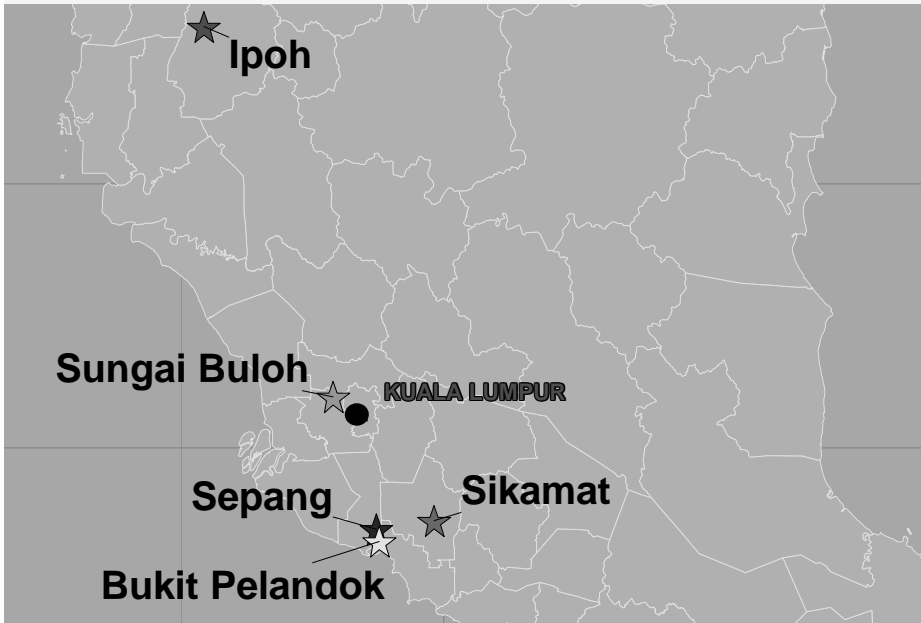 Ipoh
Sungai Buloh
KUALA LUMPUR
Sepang
Sikamat
Bukit Pelandok